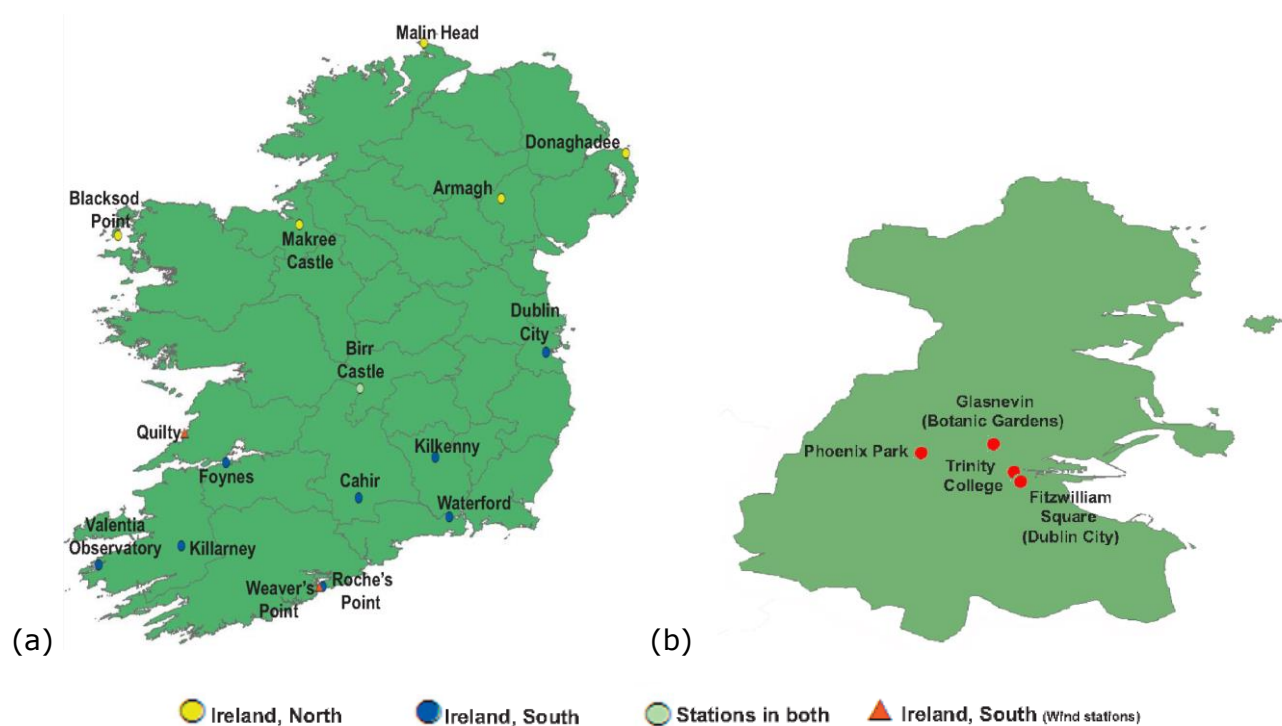 Malin Head
Donaghadee
Armagh
Blacksod
Point
Makree
Castle
Dublin
City
Birr
Castle
Quilty
Kilkenny
Foynes
Cahir
Waterford
Valentia
Observatory
Killarney
Weaver's
Point
Roche's
Point
(a)
Glasnevin
(Botanic Gardens)
Phoenix Park
Trinity
College
Fitzwilliam
Square
(Dublin City)
(b)
Ireland, North
Ireland, South
Stations in both
Ireland, South (Wind stations)